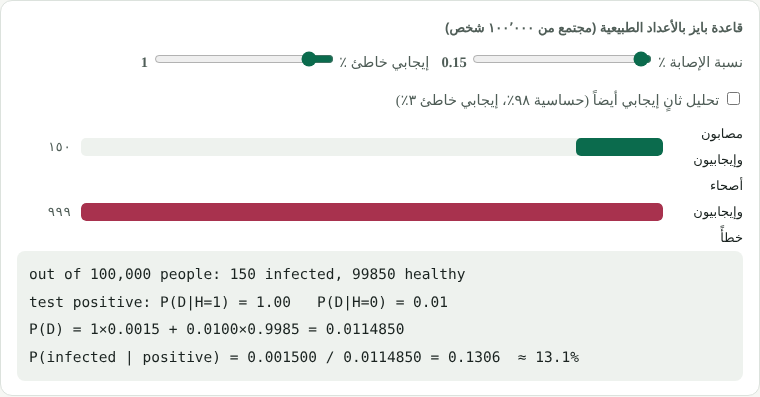 قاعدة بايز بالأعداد الطبيعية (مجتمع من ١٠٠٬٠٠٠ شخص)
نسبة الإصابة ٪ 0.15 إيجابي خاطئ ٪ 1
تحليل ثانٍ إيجابي أيضاً (حساسية ٩٨٪، إيجابي خاطئ ٣٪)
مصابون
وإيجابيون
١٥٠
أصحاء
وإيجابيون
خطأً
٩٩٩
out of 100,000 people: 150 infected, 99850 healthy
test positive: P(D|H=1) = 1.00 P(D|H=0) = 0.01
P(D) = 1×0.0015 + 0.0100×0.9985 = 0.0114850
P(infected | positive) = 0.001500 / 0.0114850 = 0.1306 ≈ 13.1%